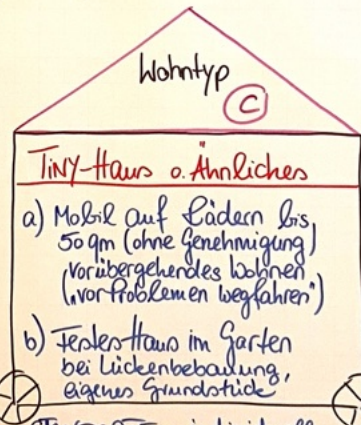 Wohntyp
C
Tiny-Haus o. Ähnliches
a) Mobil auf Rädern bis
50 qm (ohne Genehmigung)
vorübergehendes Wohnen
(„vor Problemen wegfahren")
b) Festes Haus im Garten
bei Lückenbebauung,
eigenes Grundstück